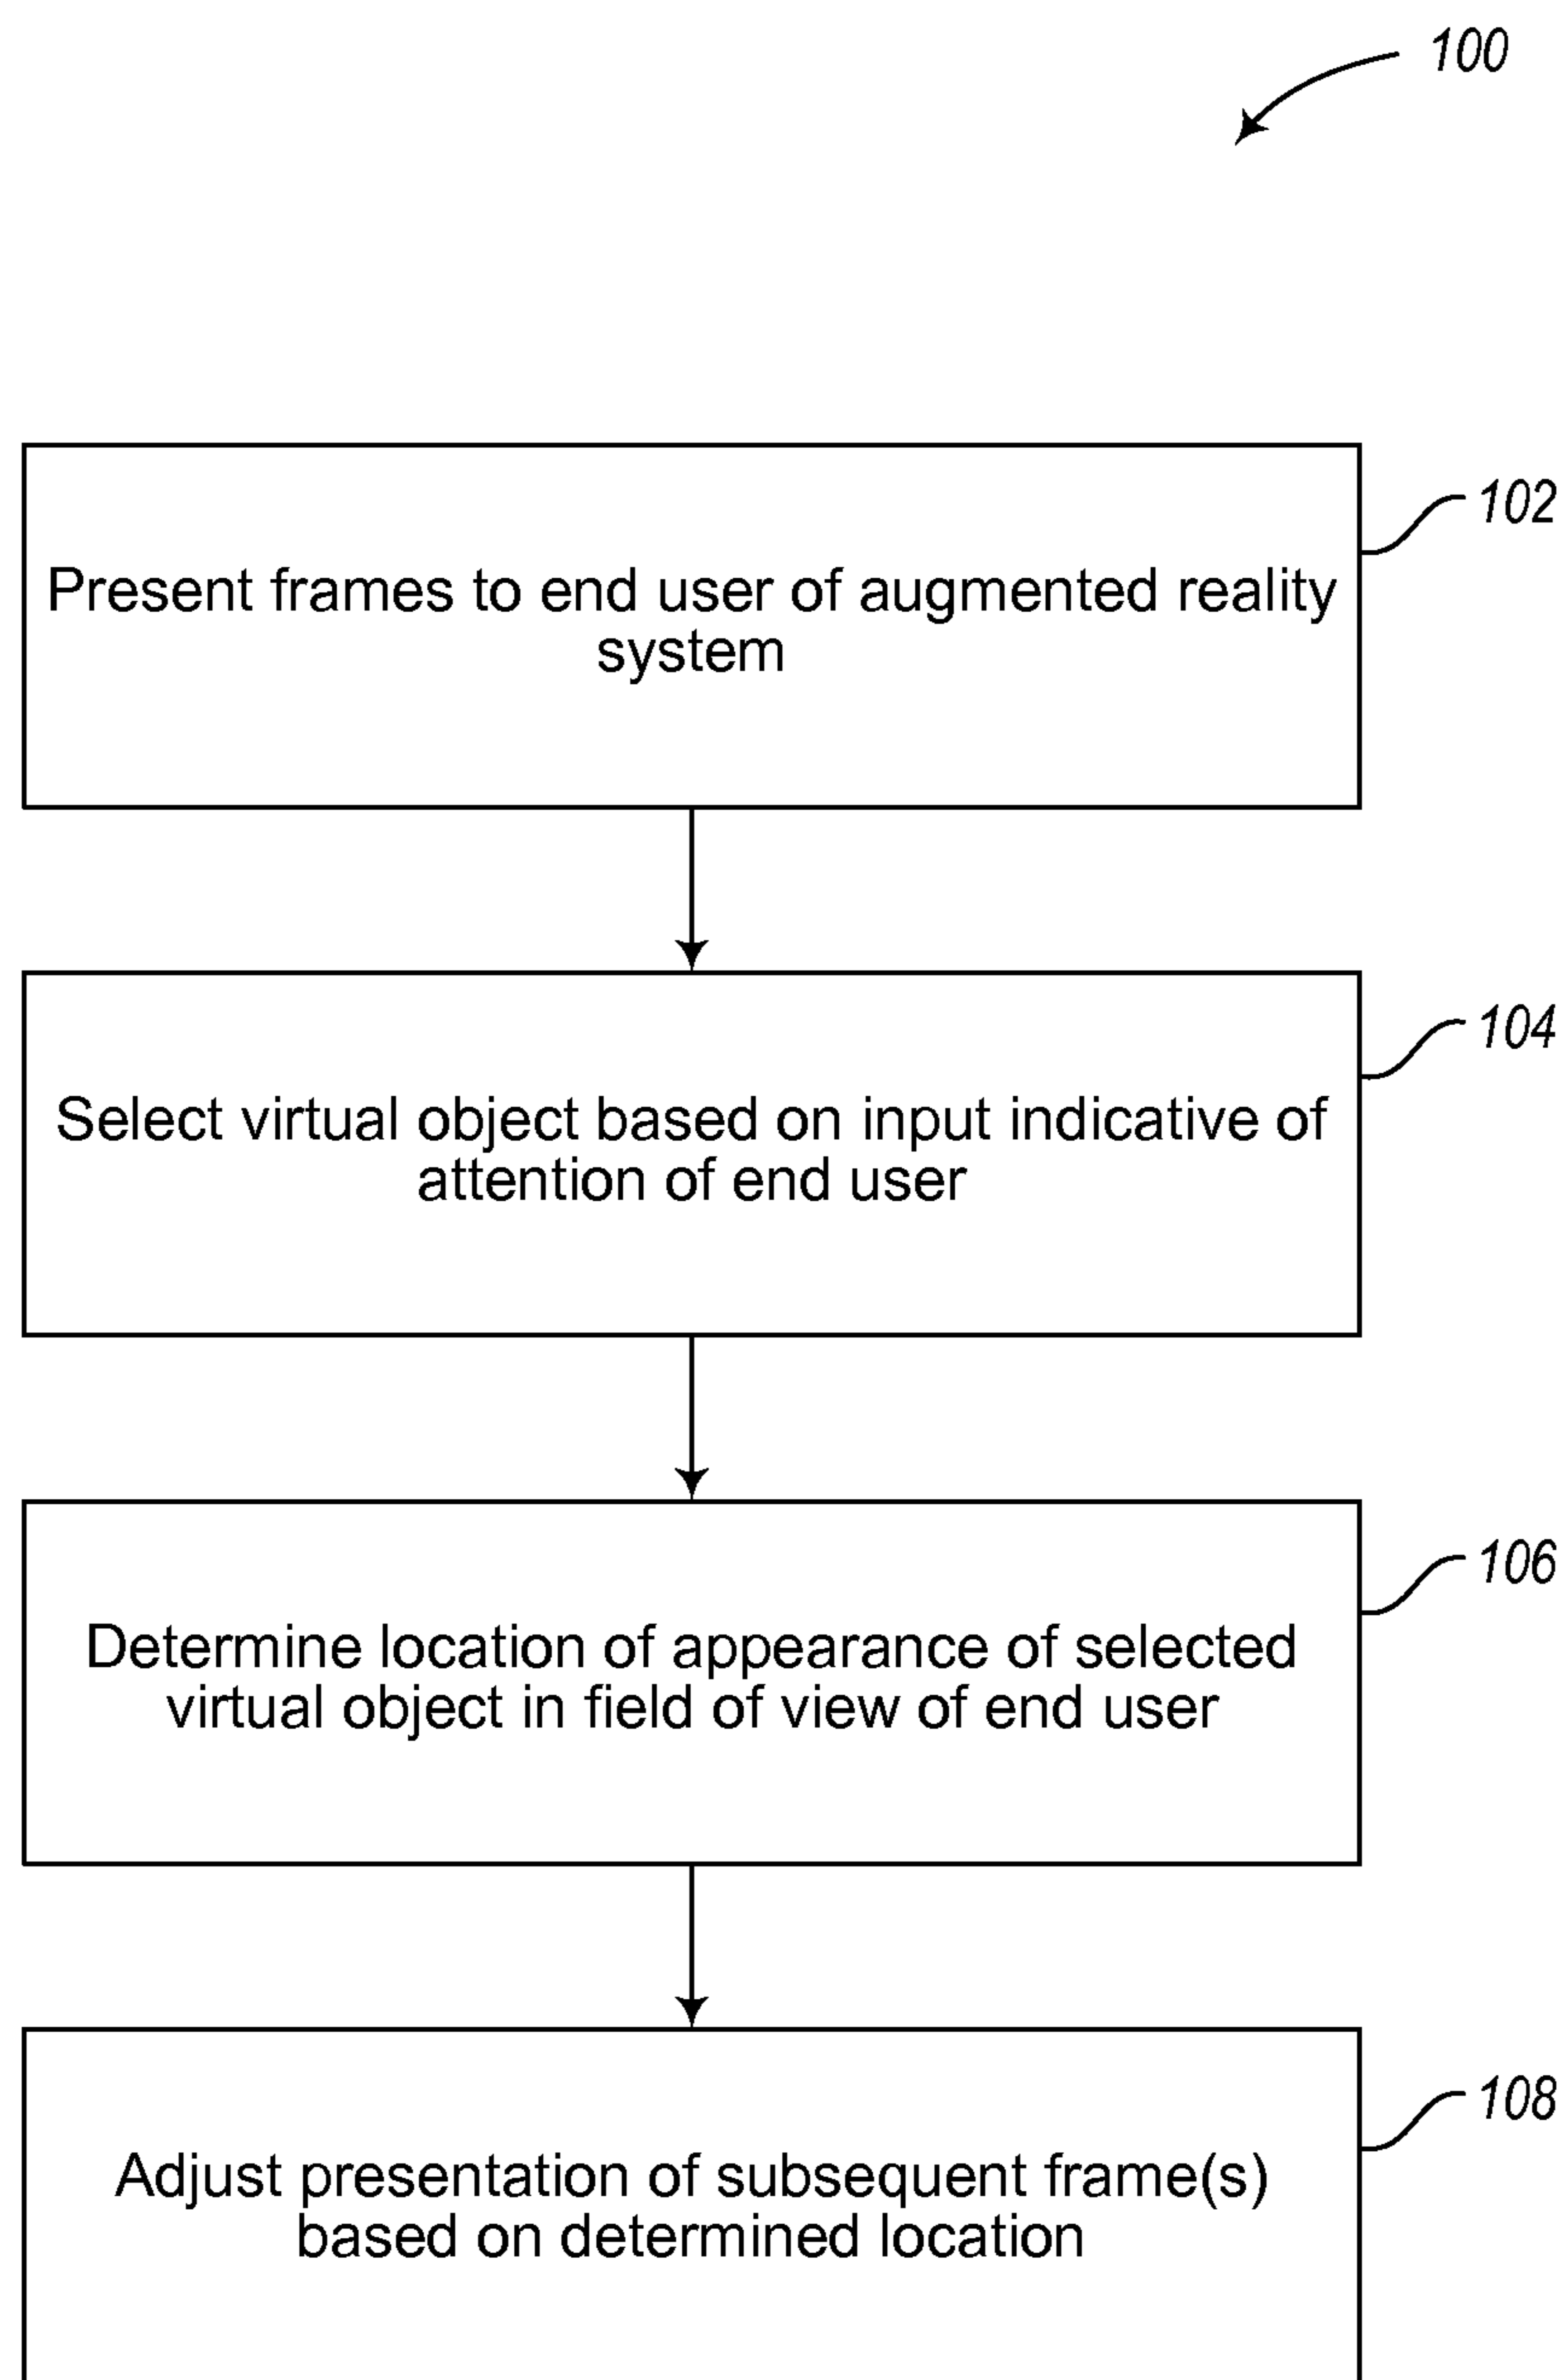 100
102
Present frames to end user of augmented reality
system
104
Select virtual object based on input indicative of
attention of end user
106
Determine location of appearance of selected
virtual object in field of view of end user
108
Adjust presentation of subsequent frame(s)
based on determined location